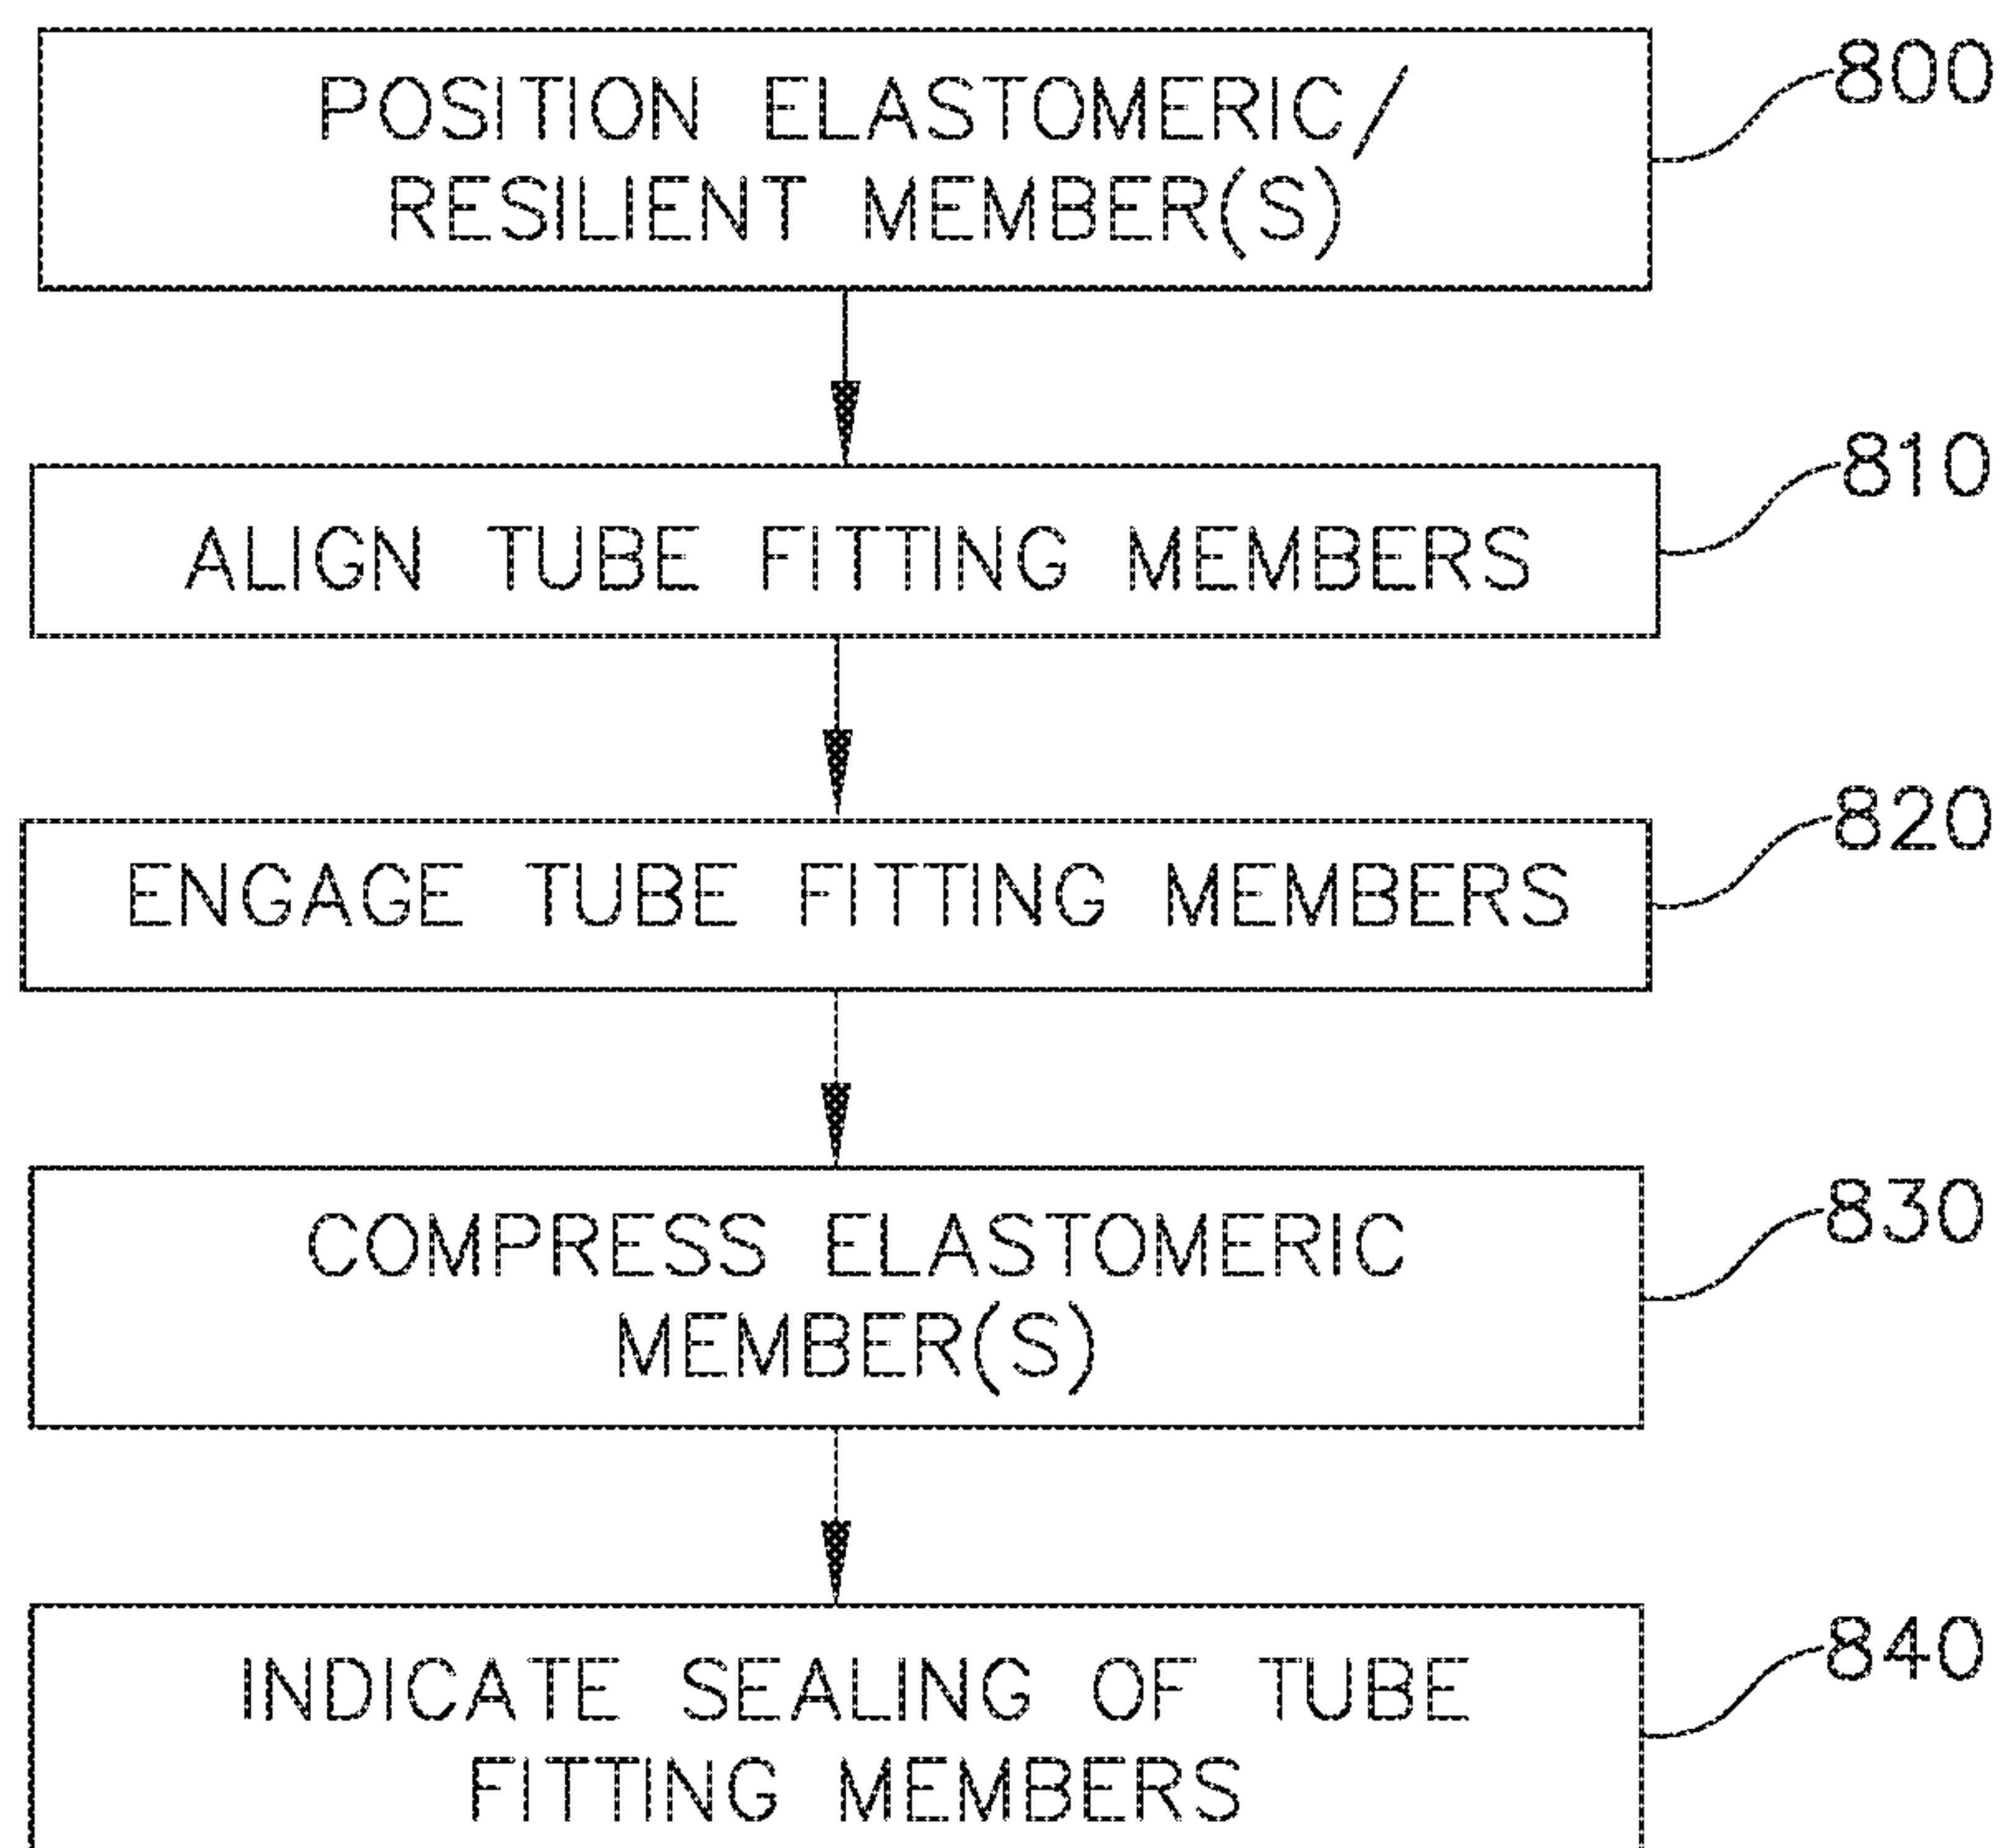 POSITION ELASTOMERIC/
RESILIENT MEMBER(S)
800
ALIGN TUBE FITTING MEMBERS
810
ENGAGE TUBE FITTING MEMBERS
820
COMPRESS ELASTOMERIC
MEMBER(S)
830
INDICATE SEALING OF TUBE
FITTING MEMBERS
840